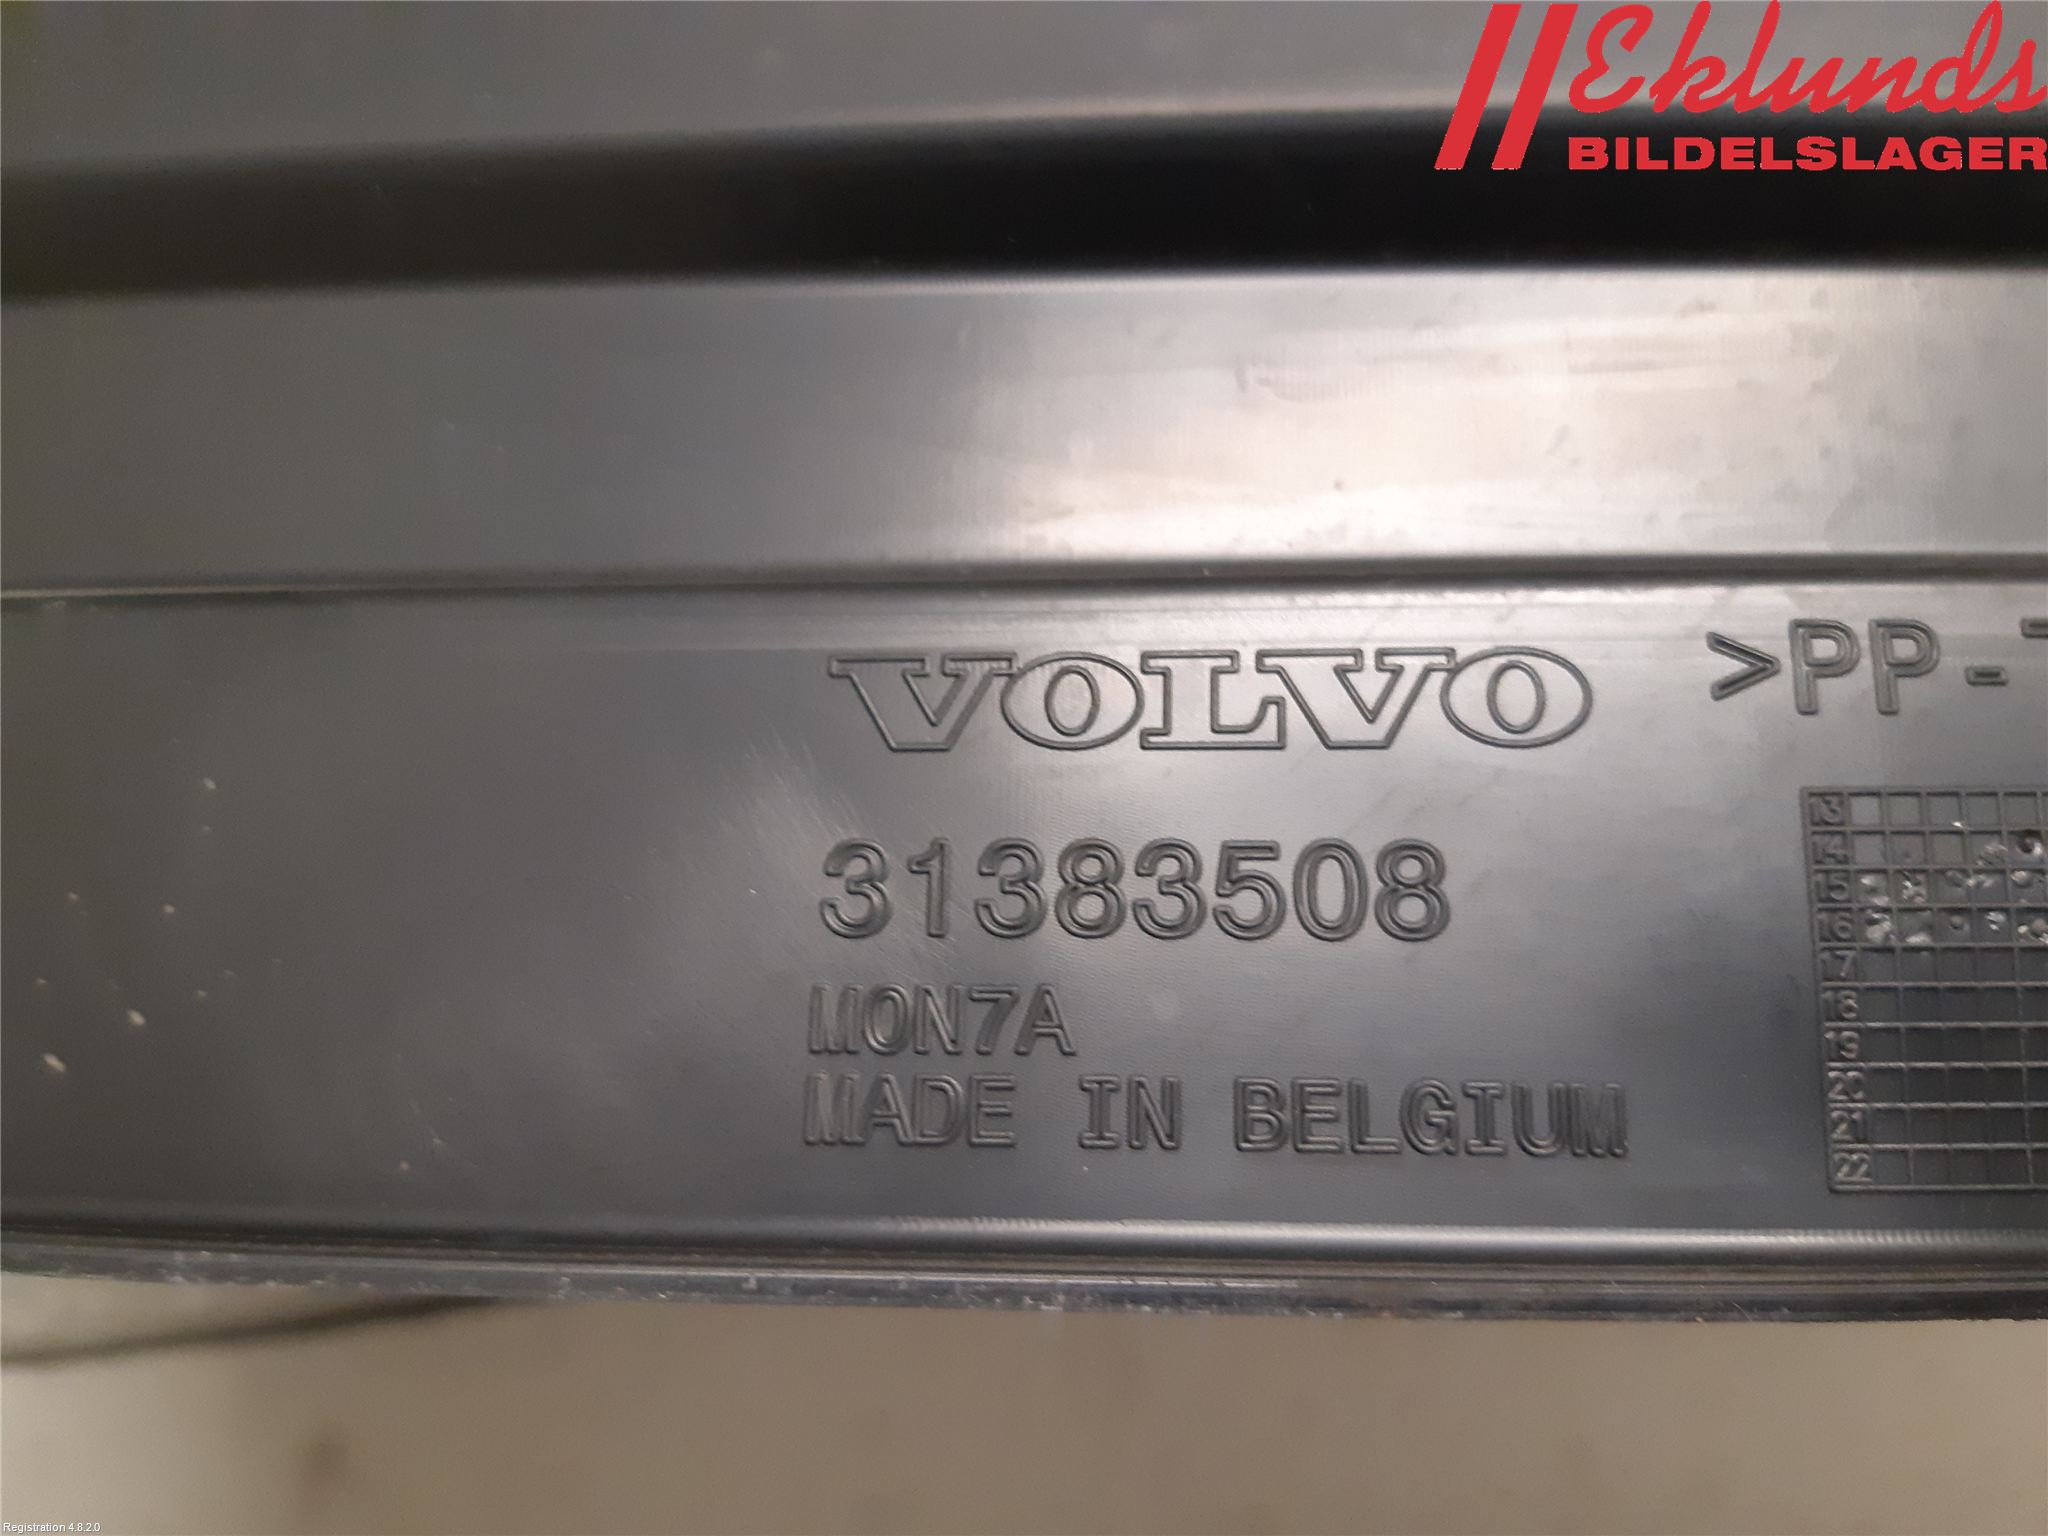 Eklunds
BILDELSLAGER
VOLVO
>PP-
31383508
MON7A
MADE IN BELGIUM
13
14
15
16
17
18
19
20
21
22
Registration 4.8.2.0